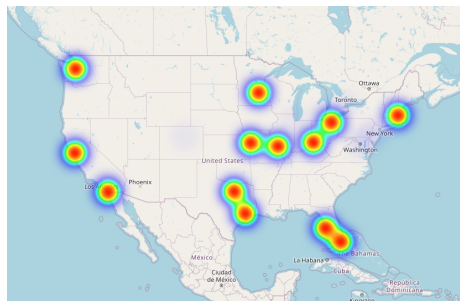 Ottawa
Toronto
New York
Washington
United States
Los
Phoenix
México
Ciudad
de México
La Habana
The Bahamas
Cuba
República
Dominicana
Kingston